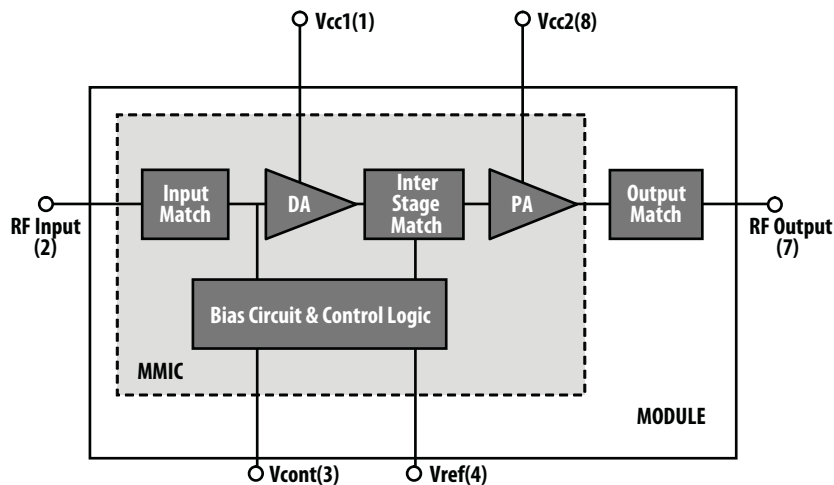 Vcc1(1)
Vcc2(8)
Input
Match
DA
Inter
Stage
Match
PA
Output
Match
RF Input
(2)
RF Output
(7)
Bias Circuit & Control Logic
MMIC
MODULE
Vcont(3)
Vref(4)